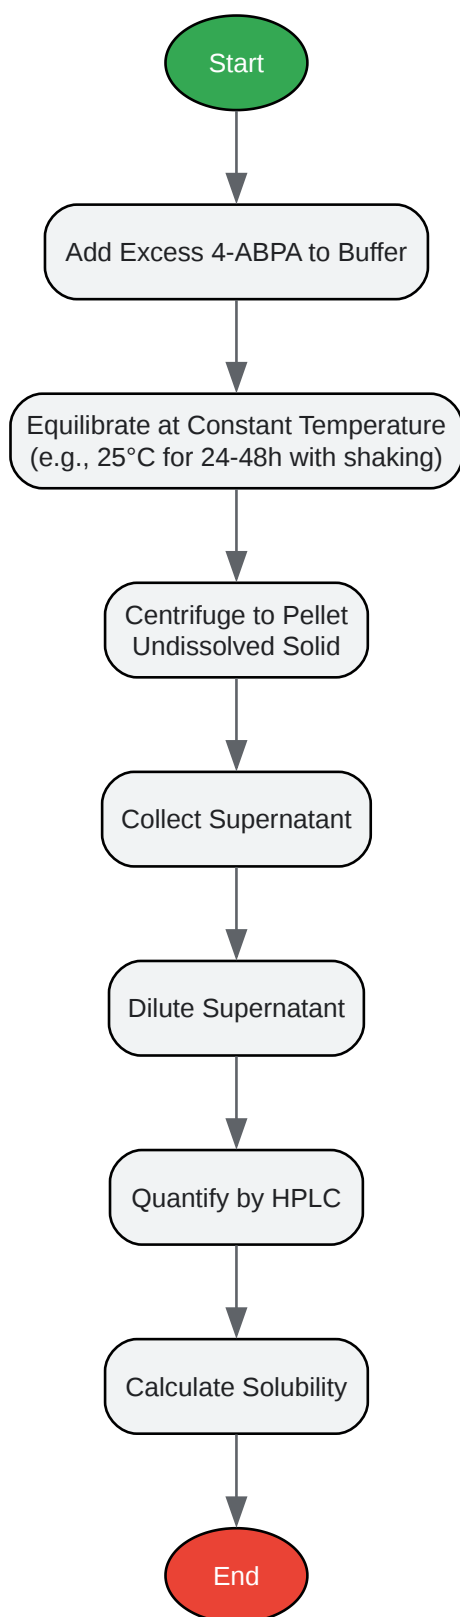 Start
Add Excess 4-ABPA to Buffer
Equilibrate at Constant Temperature
(e.g., 25°C for 24-48h with shaking)
Centrifuge to Pellet
Undissolved Solid
Collect Supernatant
Dilute Supernatant
Quantify by HPLC
Calculate Solubility
End